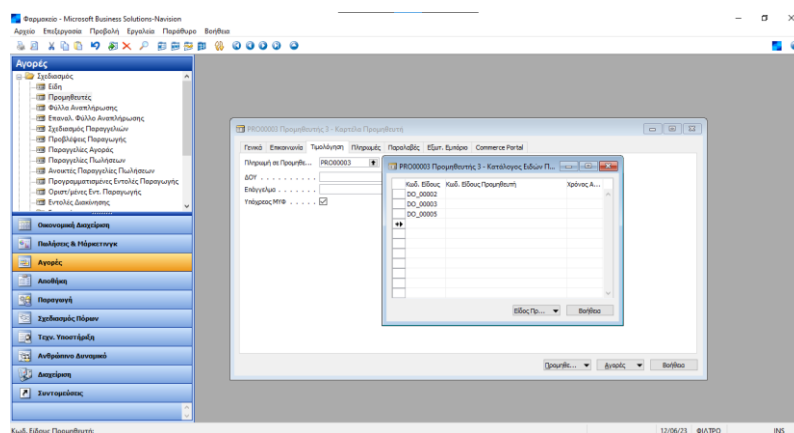 Φαρμακείο - Microsoft Business Solutions-Navision
Αρχείο Επεξεργασία Προβολή Εργαλεία Παράθυρο Βοήθεια
Αγορές
Σχεδιασμός
Είδη
Προμηθευτές
Φύλλα Αναπλήρωσης
Επαναλ. Φύλλο Αναπλήρωσης
Σχεδιασμός Παραγγελιών
Προβλέψεις Παραγωγής
Παραγγελίες Αγοράς
Παραγγελίες Πωλήσεων
Ανοικτές Παραγγελίες Πωλήσεων
Προγραμματισμένες Εντολές Παραγωγής
Οριστ/μένες Εντ. Παραγωγής
Εντολές Διακίνησης
Οικονομική Διαχείριση
Πωλήσεις & Μάρκετινγκ
Αγορές
Αποθήκη
Παραγωγή
Σχεδιασμός Πόρων
Τεχν. Υποστήριξη
Ανθρώπινο Δυναμικό
Διαχείριση
Συντομεύσεις
PRO00003 Προμηθευτής 3 - Καρτέλα Προμηθευτή
Γενικά Επικοινωνία Τιμολόγηση Πληρωμές Παραλαβές Εξωτ. Εμπόριο Commerce Portal
Πληρωμή σε Προμηθε... PRO00003
ΔΟΥ . . . . . . . . . .
Επάγγελμα . . . . . . .
Υπόχρεος ΜΥΦ . . . . .
PRO00003 Προμηθευτής 3 - Κατάλογος Ειδών Π...
Κωδ. Είδους Κωδ. Είδους Προμηθευτή Χρόνος Α...
DO_00002
DO_00003
DO_00005
Είδος Πρ... Βοήθεια
Προμηθε... Αγορές Βοήθεια
Κωδ. Είδους Προμηθευτή: 12/06/23 ΦΙΛΤΡΟ INS